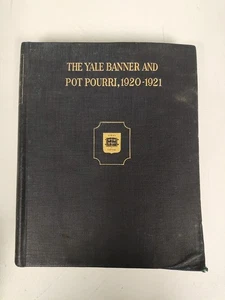 THE YALE BANNER AND
POT POURRI, 1920-1921